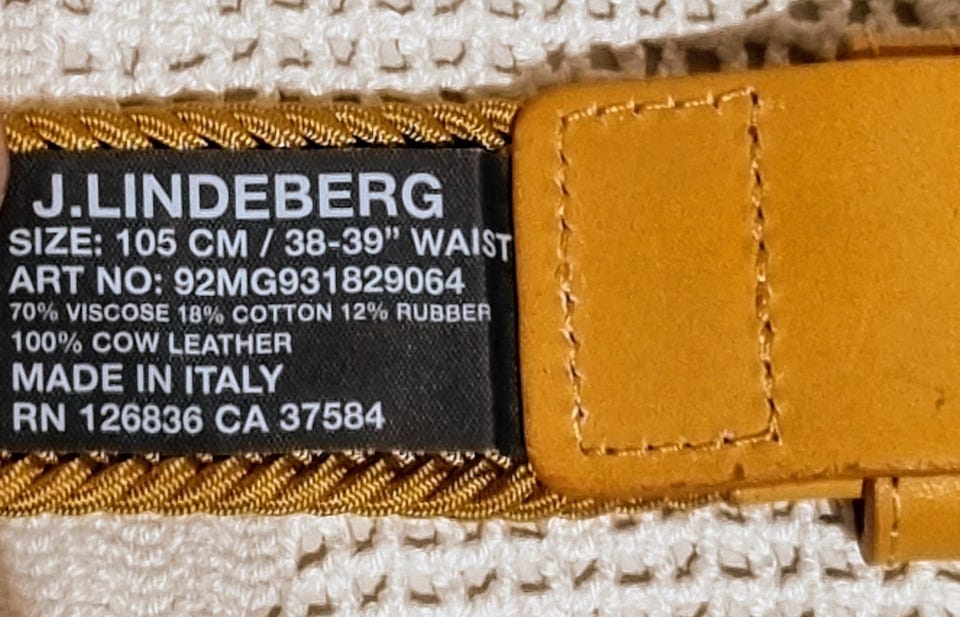 J.LINDEBERG
SIZE: 105 CM / 38-39” WAIST
ART NO: 92MG931829064
70% VISCOSE 18% COTTON 12% RUBBER
100% COW LEATHER
MADE IN ITALY
RN 126836 CA 37584